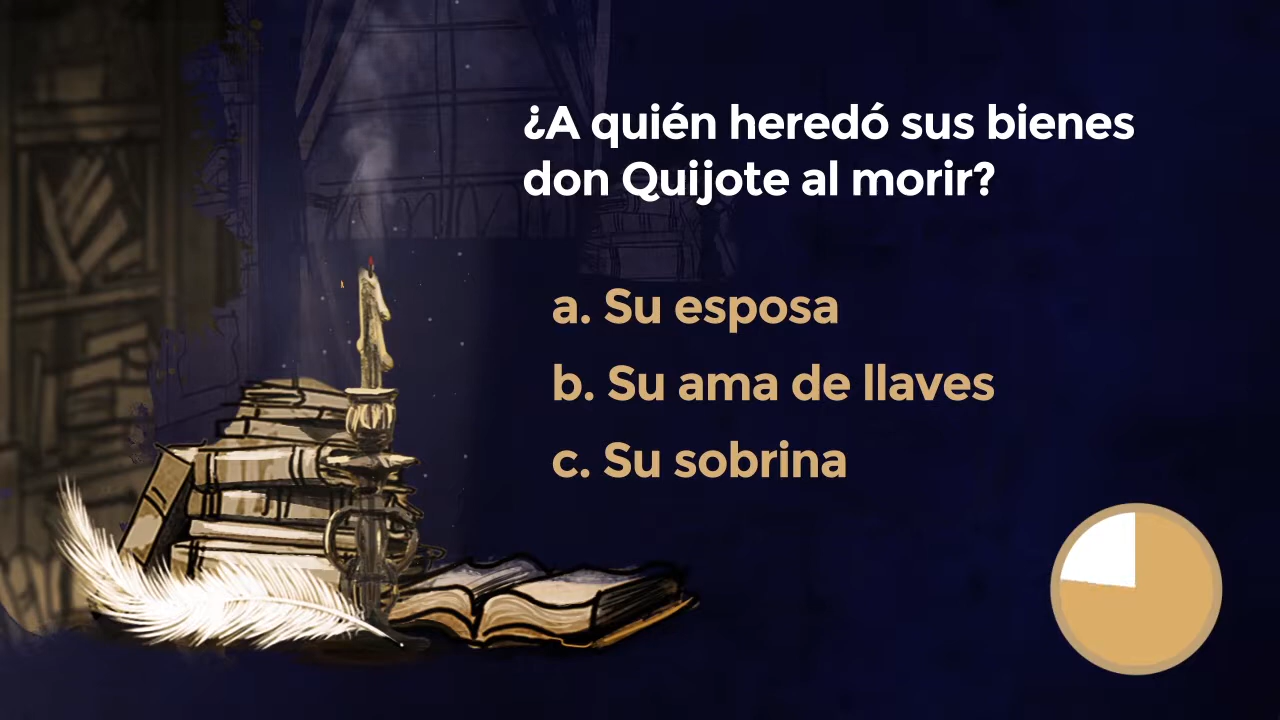 ¿A quién heredó sus bienes
don Quijote al morir?
a. Su esposa
b. Su ama de llaves
c. Su sobrina